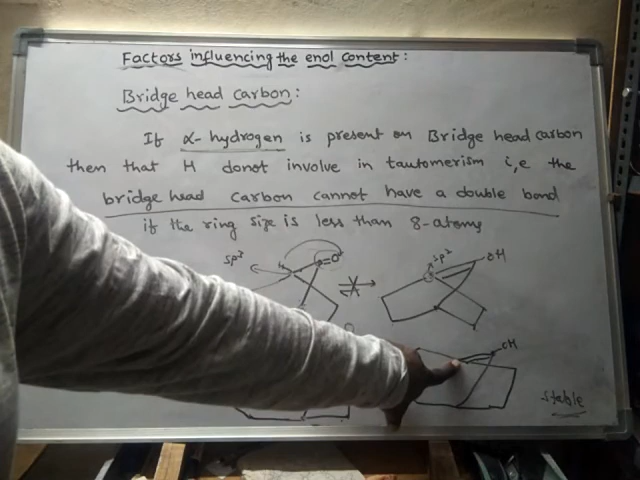 Factors influencing the enol content:
Bridge head carbon:
If α-hydrogen is present on Bridge head carbon
then that H donot involve in tautomerism i,e the
bridge head carbon cannot have a double bond
if the ring size is less than 8-atoms
sp³ H =O sp² OH
OH
Stable